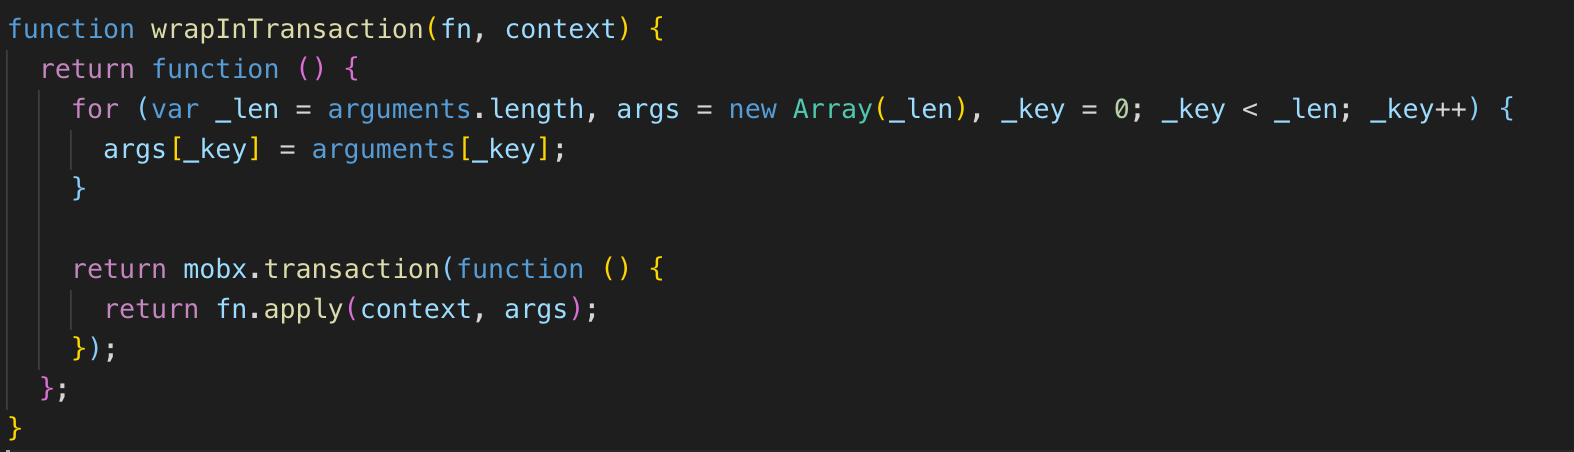 function wrapInTransaction(fn, context) {
  return function () {
    for (var _len = arguments.length, args = new Array(_len), _key = 0; _key < _len; _key++) {
      args[_key] = arguments[_key];
    }

    return mobx.transaction(function () {
      return fn.apply(context, args);
    });
  };
}